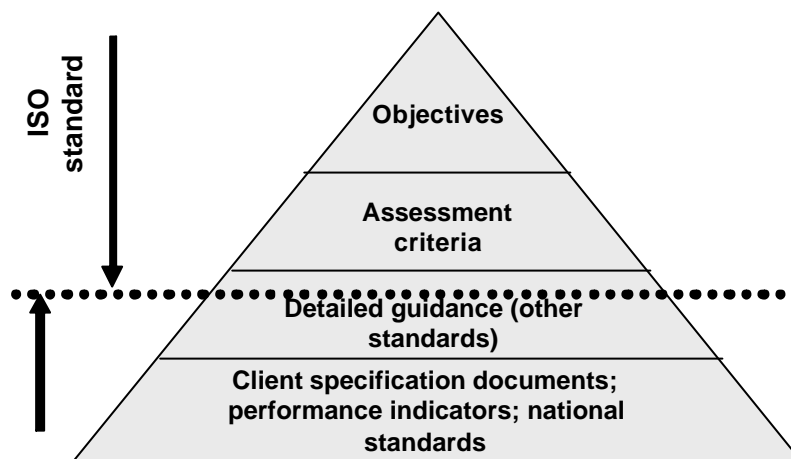 ISO
standard
Objectives
Assessment
criteria
Detailed guidance (other
standards)
Client specification documents;
performance indicators; national
standards